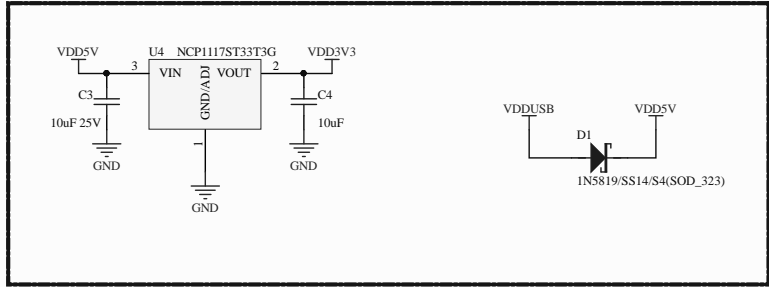 VDD5V
U4 NCP1117ST33T3G
VDD3V3
3
VIN
GND/ADJ
VOUT
2
C3
10uF 25V
C4
10uF
1
GND
GND
GND
VDDUSB
VDD5V
D1
1N5819/SS14/S4(SOD_323)